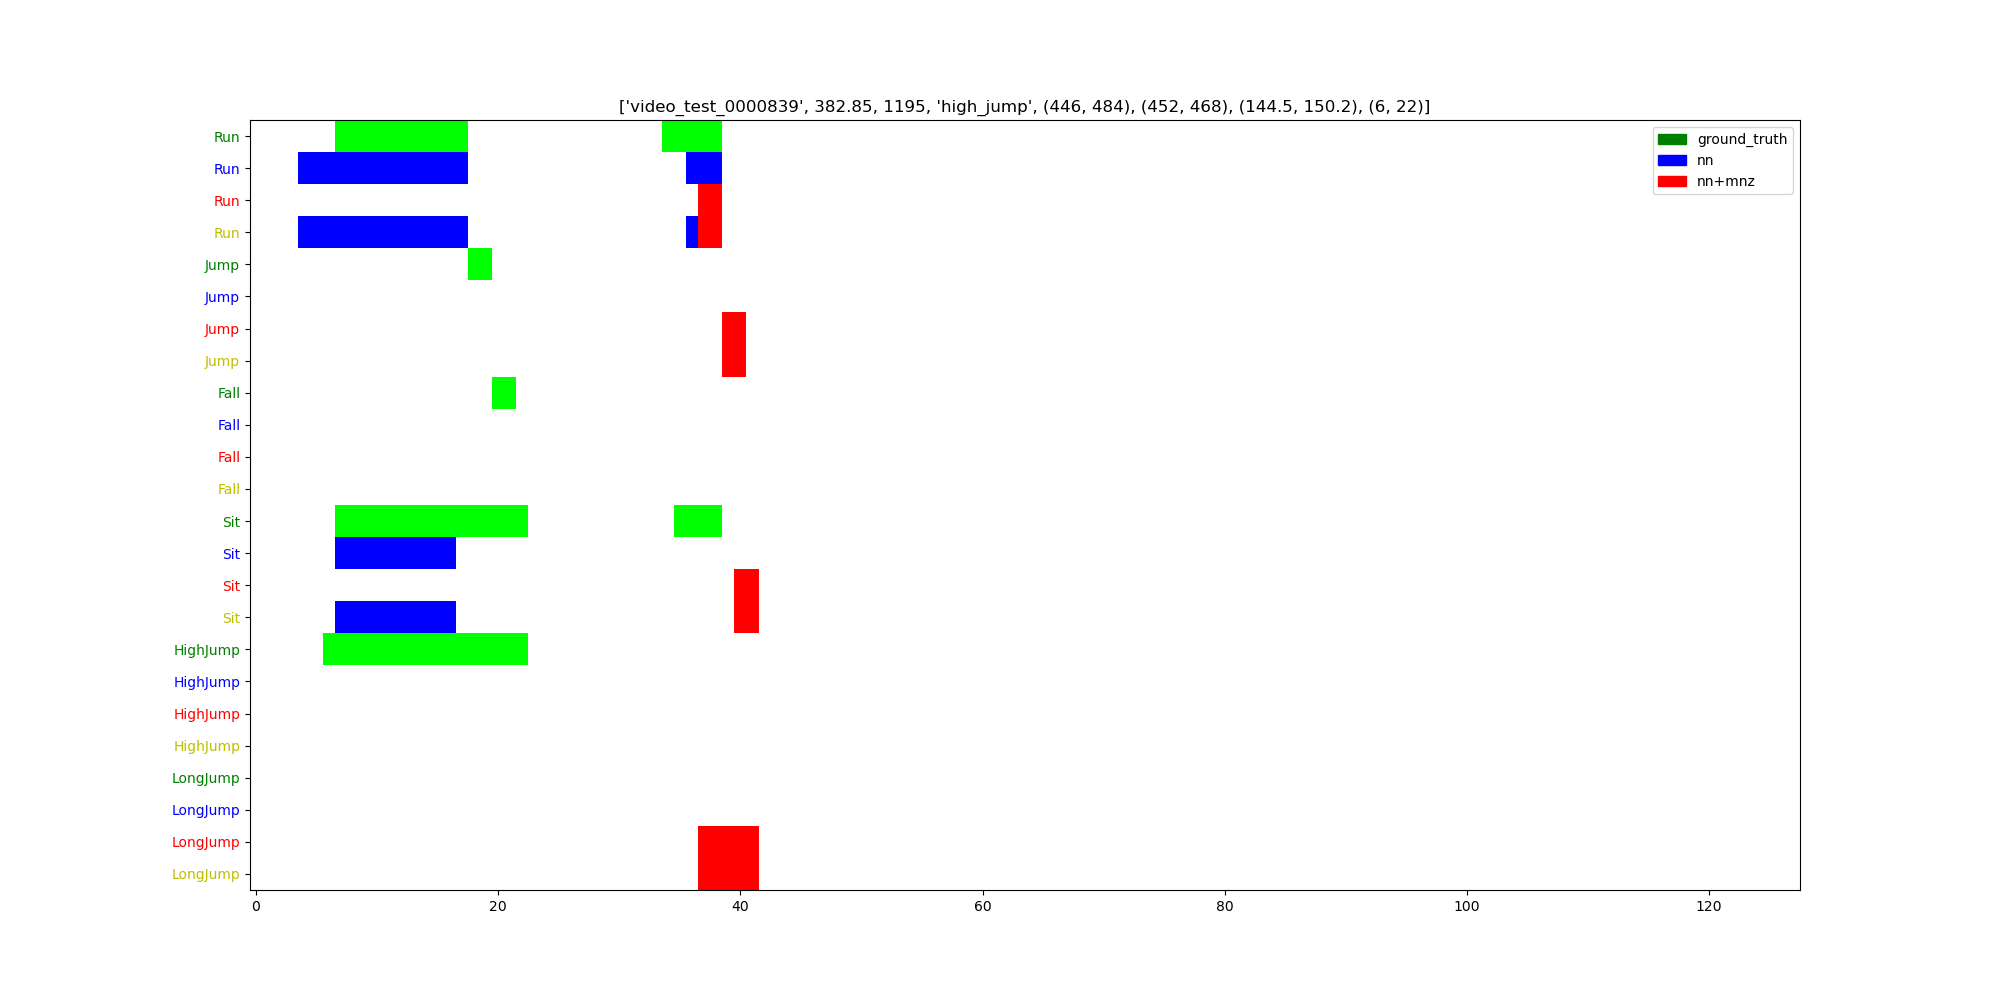 ['video_test_0000839', 382.85, 1195, 'high_jump', (446, 484), (452, 468), (144.5, 150.2), (6, 22)]
ground_truth
nn
nn+mnz
Run
Run
Run
Run
Jump
Jump
Jump
Jump
Fall
Fall
Fall
Fall
Sit
Sit
Sit
Sit
HighJump
HighJump
HighJump
HighJump
LongJump
LongJump
LongJump
LongJump
0 20 40 60 80 100 120